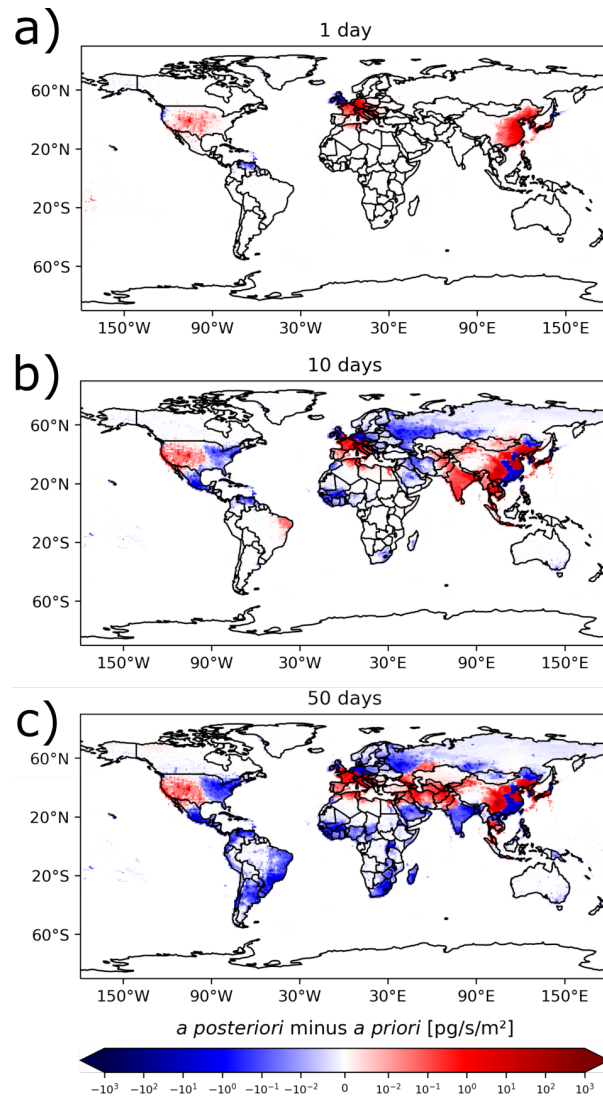 a)
1 day
60°N
20°N
20°S
60°S
150°W 90°W 30°W 30°E 90°E 150°E
b)
10 days
60°N
20°N
20°S
60°S
150°W 90°W 30°W 30°E 90°E 150°E
c)
50 days
60°N
20°N
20°S
60°S
150°W 90°W 30°W 30°E 90°E 150°E
a posteriori minus a priori [pg/s/m²]
−10³ −10² −10¹ −10⁰ −10⁻¹ −10⁻² 0 10⁻² 10⁻¹ 10⁰ 10¹ 10² 10³